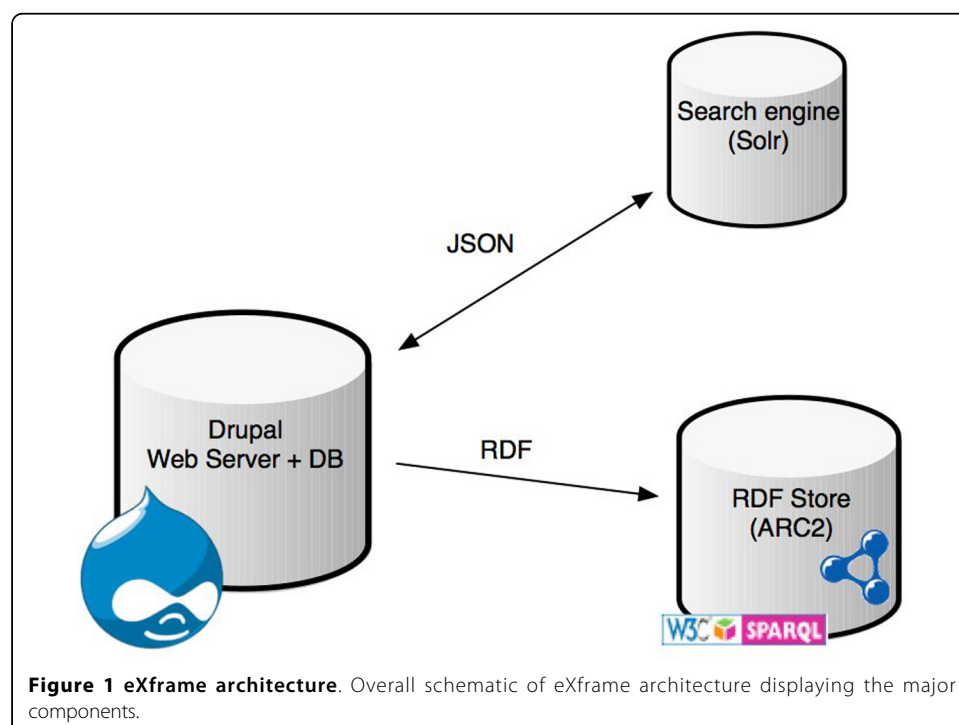 Search engine
(Solr)
JSON
Drupal
Web Server + DB
RDF
RDF Store
(ARC2)
W3C SPARQL
Figure 1 eXframe architecture. Overall schematic of eXframe architecture displaying the major
components.